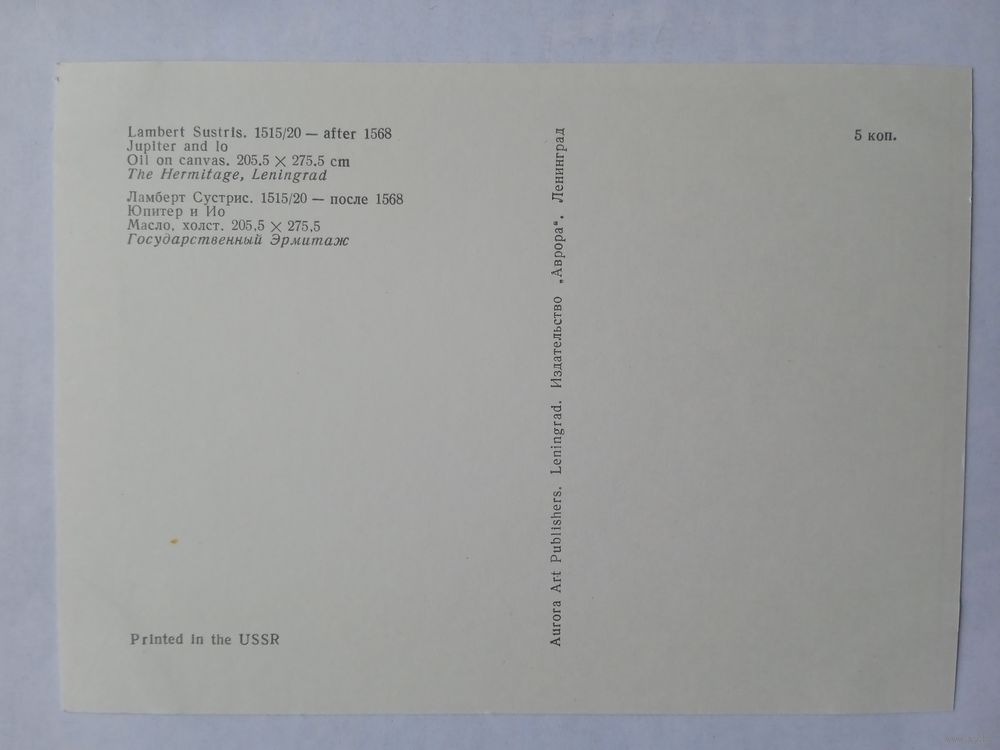 Lambert Sustris. 1515/20 — after 1568
Jupiter and Io
Oil on canvas. 205.5 × 275.5 cm
The Hermitage, Leningrad
Ламберт Сустрис. 1515/20 — после 1568
Юпитер и Ио
Масло, холст. 205,5 × 275,5
Государственный Эрмитаж
Printed in the USSR
Aurora Art Publishers. Leningrad. Издательство „Аврора“. Ленинград
5 коп.